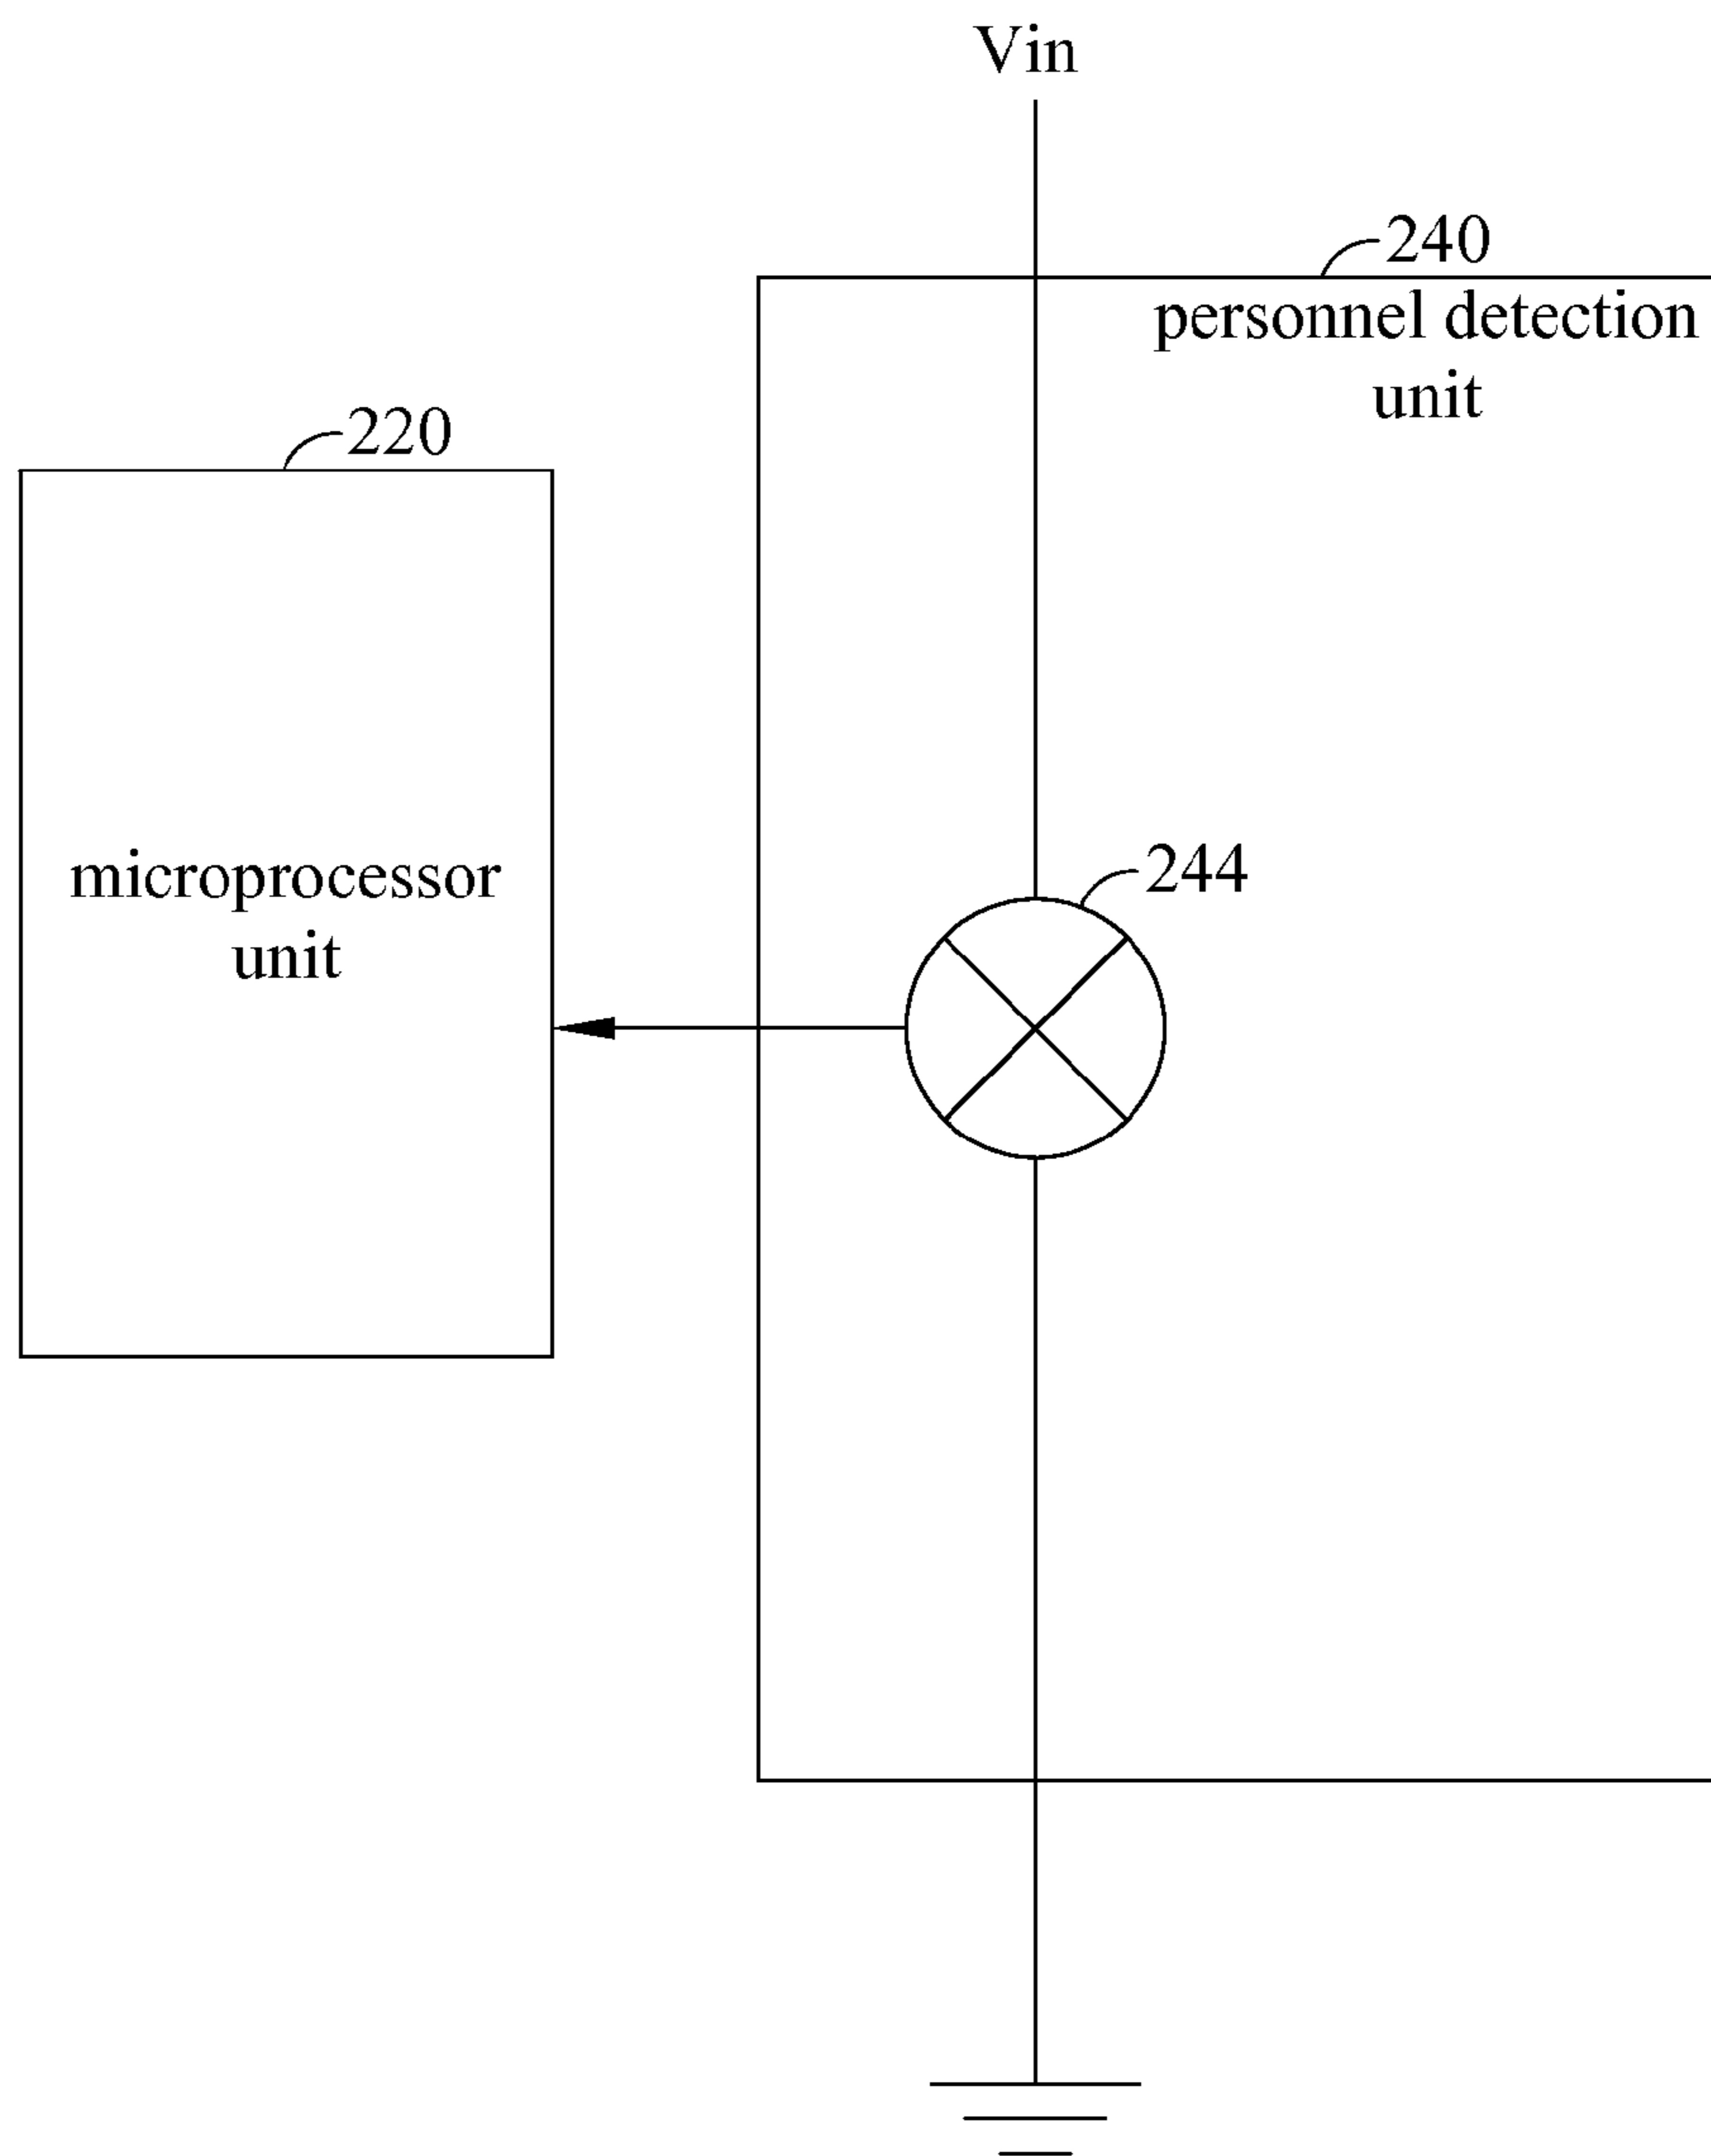 Vin
240
personnel detection
unit
220
microprocessor
unit
244